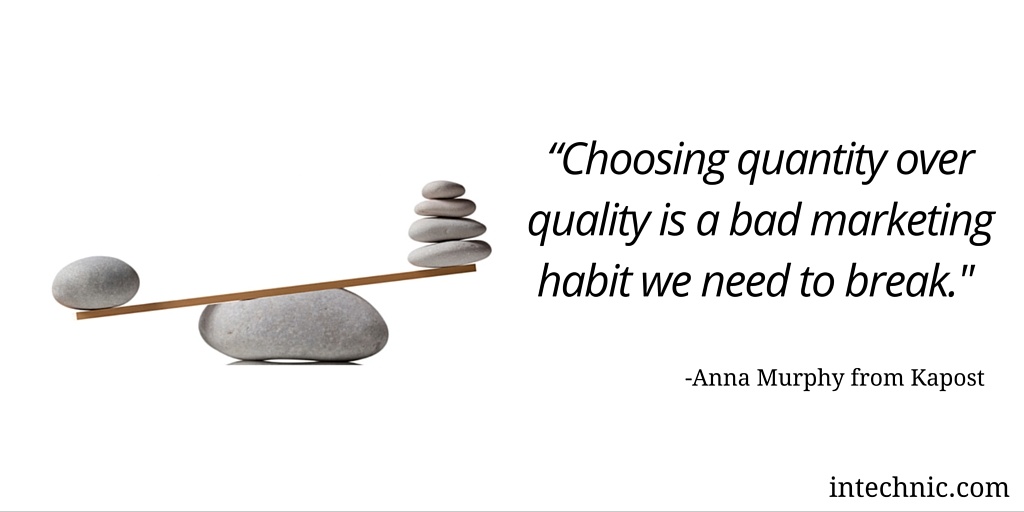 “Choosing quantity over
quality is a bad marketing
habit we need to break."
-Anna Murphy from Kapost
intechnic.com